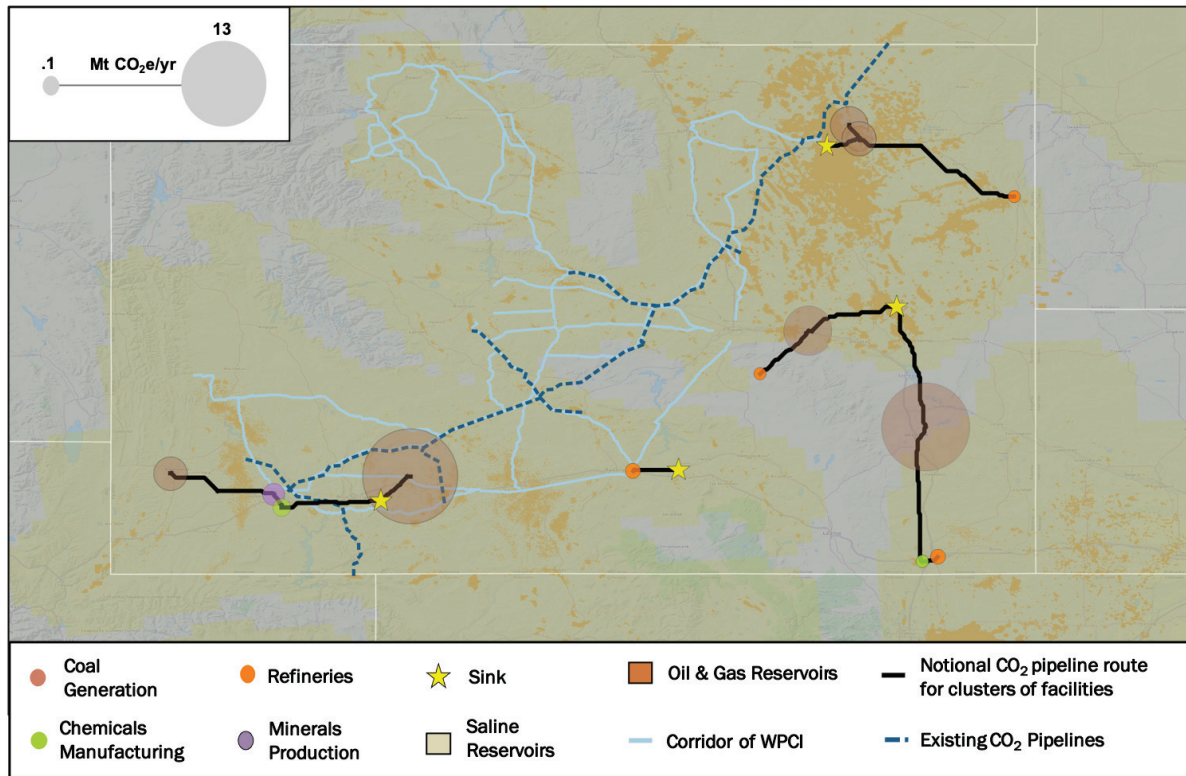 13
.1
Mt CO₂e/yr
Coal
Generation
Refineries
Sink
Oil & Gas Reservoirs
Notional CO₂ pipeline route
for clusters of facilities
Chemicals
Manufacturing
Minerals
Production
Saline
Reservoirs
Corridor of WPCI
Existing CO₂ Pipelines